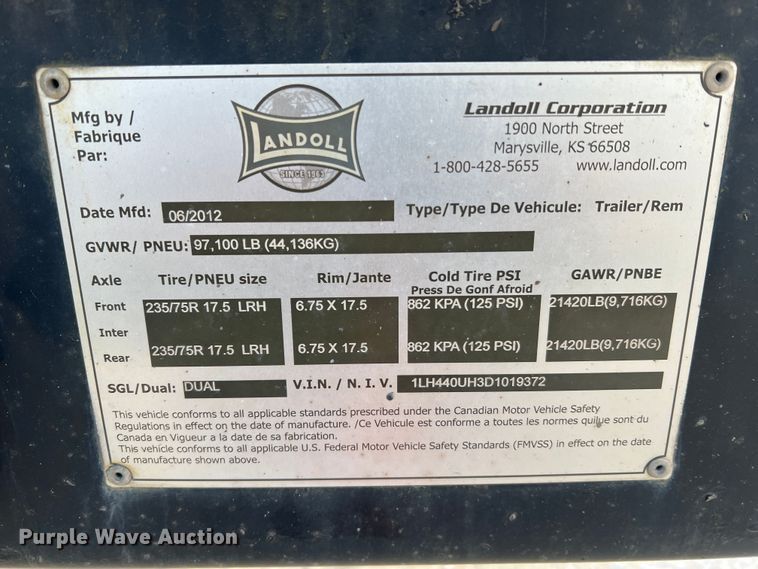 Mfg by /
Fabrique
Par:
LANDOLL
SINCE 1963
Landoll Corporation
1900 North Street
Marysville, KS 66508
1-800-428-5655 www.landoll.com
Date Mfd: 06/2012 Type/Type De Vehicule: Trailer/Rem
GVWR/ PNEU: 97,100 LB (44,136KG)
Axle Tire/PNEU size Rim/Jante Cold Tire PSI GAWR/PNBE
Press De Gonf Afroid
Front 235/75R 17.5 LRH 6.75 X 17.5 862 KPA (125 PSI) 21420LB(9,716KG)
Inter
Rear 235/75R 17.5 LRH 6.75 X 17.5 862 KPA (125 PSI) 21420LB(9,716KG)
SGL/Dual: DUAL V.I.N. / N. I. V. 1LH440UH3D1019372
This vehicle conforms to all applicable standards prescribed under the Canadian Motor Vehicle Safety
Regulations in effect on the date of manufacture. /Ce Vehicule est conforme a toutes les normes quilue sont du
Canada en Vigueur a la date de sa fabrication.
This vehicle conforms to all applicable U.S. Federal Motor Vehicle Safety Standards (FMVSS) in effect on the date
of manufacture shown above.
Purple Wave Auction